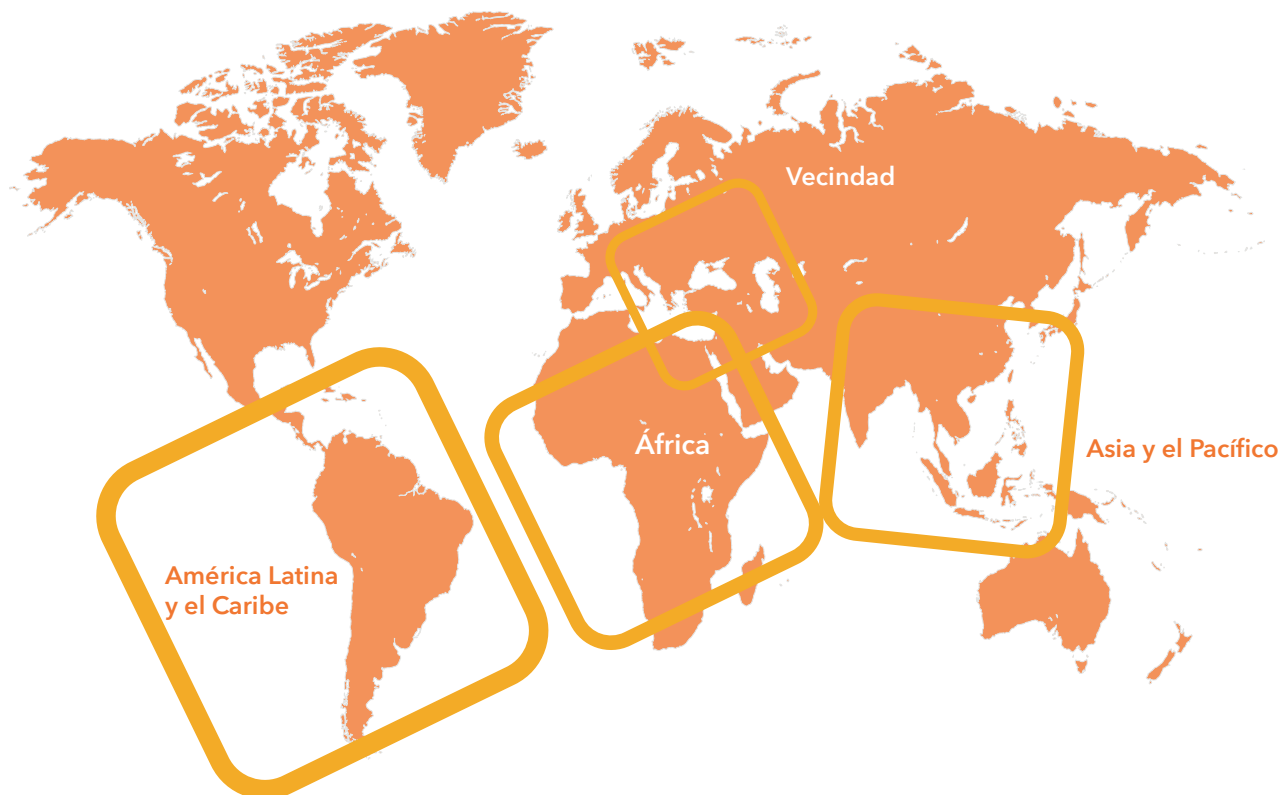 Vecindad
África
Asia y el Pacífico
América Latina
y el Caribe